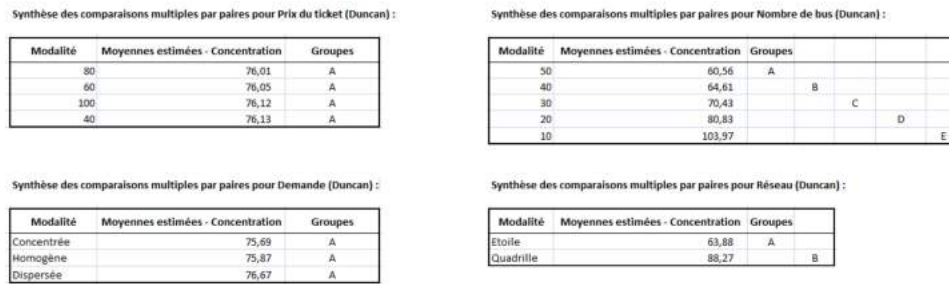 Synthèse des comparaisons multiples par paires pour Prix du ticket (Duncan) :
Modalité Moyennes estimées - Concentration Groupes
80 76,01 A
60 76,05 A
100 76,12 A
40 76,13 A
Synthèse des comparaisons multiples par paires pour Nombre de bus (Duncan) :
Modalité Moyennes estimées - Concentration Groupes
50 60,56 A
40 64,61 B
30 70,43 C
20 80,83 D
10 103,97 E
Synthèse des comparaisons multiples par paires pour Demande (Duncan) :
Modalité Moyennes estimées - Concentration Groupes
Concentrée 75,69 A
Homogène 75,87 A
Dispersée 76,67 A
Synthèse des comparaisons multiples par paires pour Réseau (Duncan) :
Modalité Moyennes estimées - Concentration Groupes
Etoile 63,88 A
Quadrille 88,27 B